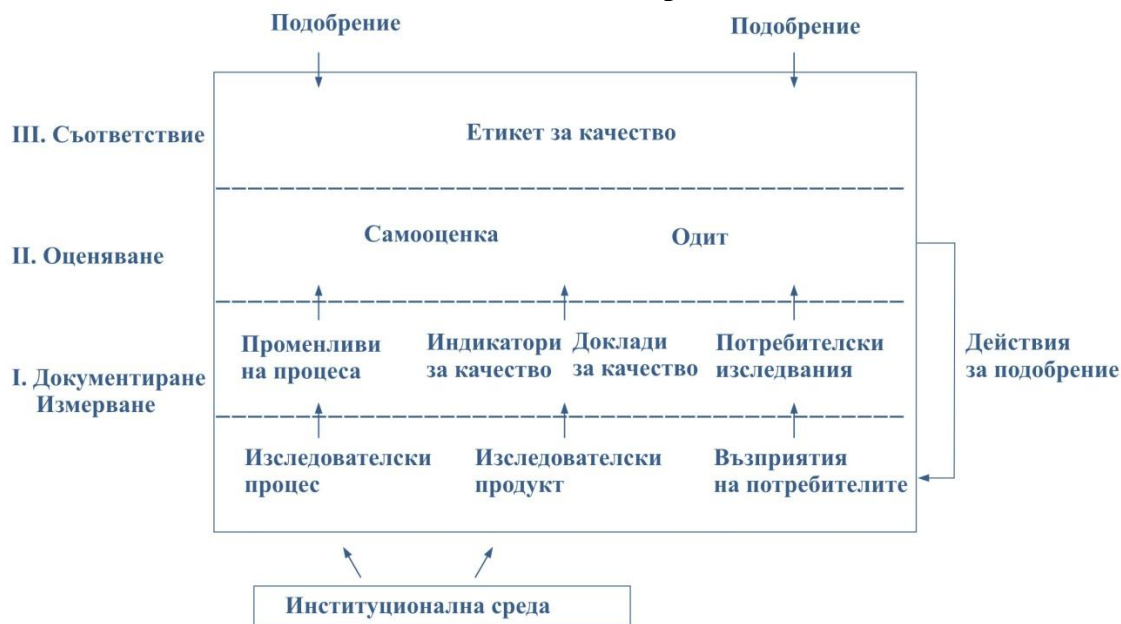 Подобрение
Подобрение
III. Съответствие
Етикет за качество
Самооценка
Одит
II. Оценяване
Променливи
на процеса
Индикатори
за качество
Доклади
за качество
Потребителски
изседвания
Действия
за подобрение
I. Документиране
Измерване
Изследователски
процес
Изследователски
продукт
Възприятия
на потребителите
Институционална среда